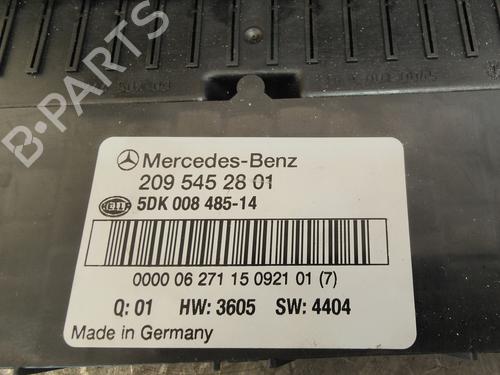 Mercedes-Benz
209 545 28 01
5DK 008 485-14
0000 06 271 15 0921 01 (7)
Q: 01 HW: 3605 SW: 4404
Made in Germany
B-PARTS